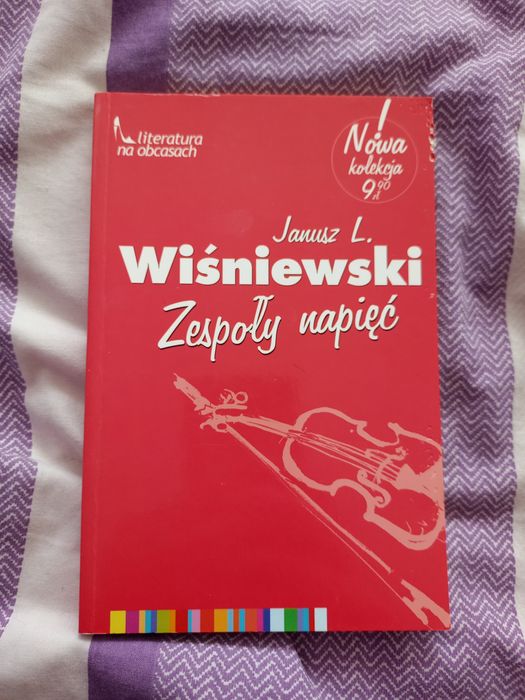 literatura
na obcasach
!
Nowa
kolekcja
9,90
zł
Janusz L.
Wiśniewski
Zespoły napięć